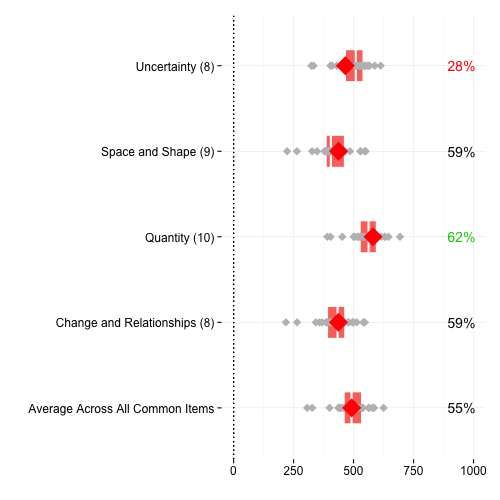 Uncertainty (8) 28%
Space and Shape (9) 59%
Quantity (10) 62%
Change and Relationships (8) 59%
Average Across All Common Items 55%
0 250 500 750 1000